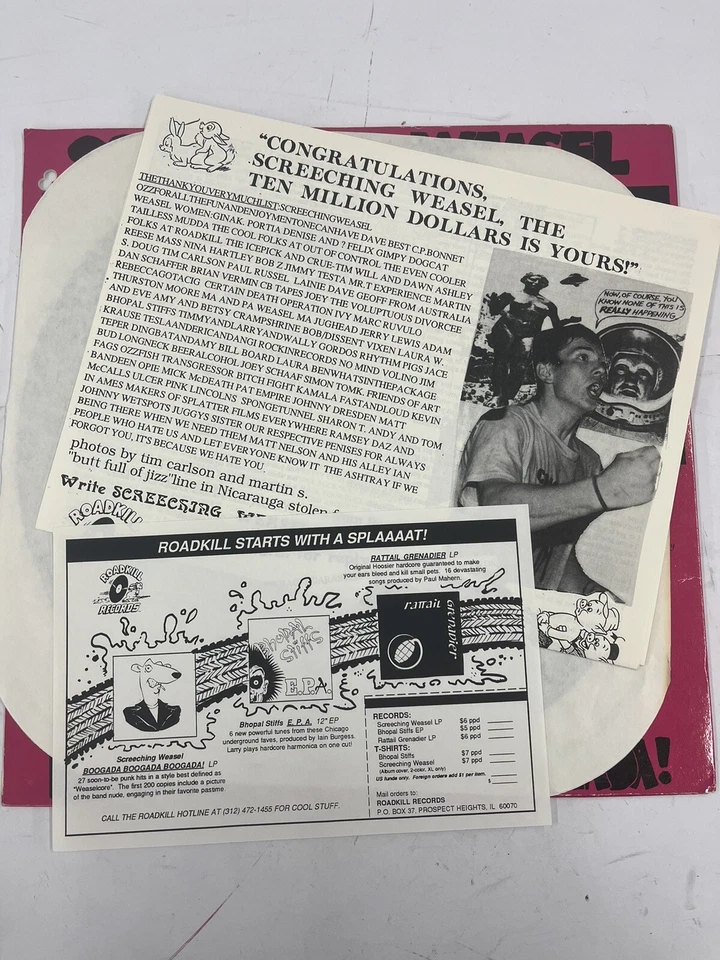 WEASEL
"CONGRATULATIONS,
SCREECHING WEASEL, THE
TEN MILLION DOLLARS IS YOURS!"
THETHANKYOUVERYMUCHLIST:SCREECHINGWEASEL
OZZFORALLTHEFUNANDENJOYMENTONECANHAVE DAVE BEST C.P.BONNET
WEASEL WOMEN:GINAK. PORTIA DENISE AND ? FELIX GIMPY DOGCAT
TAILLESS MUDDA THE COOL FOLKS AT OUT OF CONTROL THE EVEN COOLER
FOLKS AT ROADKILL THE ICEPICK AND CRUE-TIM WILL AND DAWN ASHLEY
REESE MASS NINA HARTLEY BOB Z JIMMY TESTA MR.T EXPERIENCE MARTIN
S. DOUG TIM CARLSON PAUL RUSSEL LAINIE DAVE GEOFF FROM AUSTRALIA
DAN SCHAFFER BRIAN VERMIN CB TAPES JOEY THE VOLUPTUOUS DIVORCEE
REBECCAGOTACIG CERTAIN DEATH OPERATION IVY MARC RUVULO
THURSTON MOORE MA AND PA WEASEL MA JUGHEAD JERRY LEWIS ADAM
AND EVE AMY AND BETSY CRAMPSHRINE BOB/DISSENT VIXEN LAURA W.
BHOPAL STIFFS TIMMYANDLARRYANDWALLY GORDOS RHYTHM PIGS JACE
KRAUSE TESLAANDERICANDANGI ROCKINRECORDS NO MIND VOLINO JIM
TEPER DINGBATANDAMY BILL BOARD LAURA BENWHATSINTHEPACKAGE
BUD LONGNECK BEERALCOHOL JOEY SCHAAF SIMON TOMK. FRIENDS OF ART
FAGS OZZFISH TRANSGRESSOR BITCH FIGHT KAMALA FASTANDLOUD KEVIN
BANDEEN OPIE MICK McDEATH PAT EMPIRE JOHNNY DRESDEN MATT
McCALLS ULCER PINK LINCOLNS SPONGETUNNEL SHARON T. ANDY AND TOM
IN AMES MAKERS OF SPLATTER FILMS EVERYWHERE RAMSEY DAZ AND
JOHNNY WETNOTS JUGGYS SISTER OUR RESPECTIVE PENISES FOR ALWAYS
BEING THERE WHEN WE NEED THEM MATT NELSON AND HIS ALLEY IAN
PEOPLE WHO HATE US AND LET EVERYONE KNOW IT THE ASHTRAY IF WE
FORGOT YOU, IT'S BECAUSE WE HATE YOU.
photos by tim carlson and martin s.
"butt full of jizz"line in Nicarauga stolen
Write SCREECHING
NOW, OF COURSE, YOU
KNOW NONE OF THIS IS
REALLY HAPPENING
ROADKILL
ROADKILL STARTS WITH A SPLAAAAT!
ROADKILL
RECORDS
RATTAIL GRENADIER LP
Original Hoosier hardcore guaranteed to make
your ears bleed and kill small pets. 16 devastating
songs produced by Paul Mahern.
rattail
GRENADIER
Bhopal
Stiffs
E.P.A.
Bhopal Stiffs E. P. A. 12" EP
6 new powerful tunes from these Chicago
underground faves, produced by Iain Burgess.
Larry plays hardcore harmonica on one cut!
Screeching Weasel
BOOGADA BOOGADA BOOGADA! LP
27 soon-to-be punk hits in a style best defined as
"Weaselcore". The first 200 copies include a picture
of the band nude, engaging in their favorite pastime
CALL THE ROADKILL HOTLINE AT (312) 472-1455 FOR COOL STUFF.
RECORDS:
Screeching Weasel LP $6 ppd
Bhopal Stiffs EP $5 ppd
Rattail Grenadier LP $6 ppd
T-SHIRTS:
Bhopal Stiffs $7 ppd
Screeching Weasel $7 ppd
(Album cover, 2-color, XL only)
US funds only. Foreign orders add $1 per item.
$
Mail orders to:
ROADKILL RECORDS
P.O. BOX 37, PROSPECT HEIGHTS, IL 60070